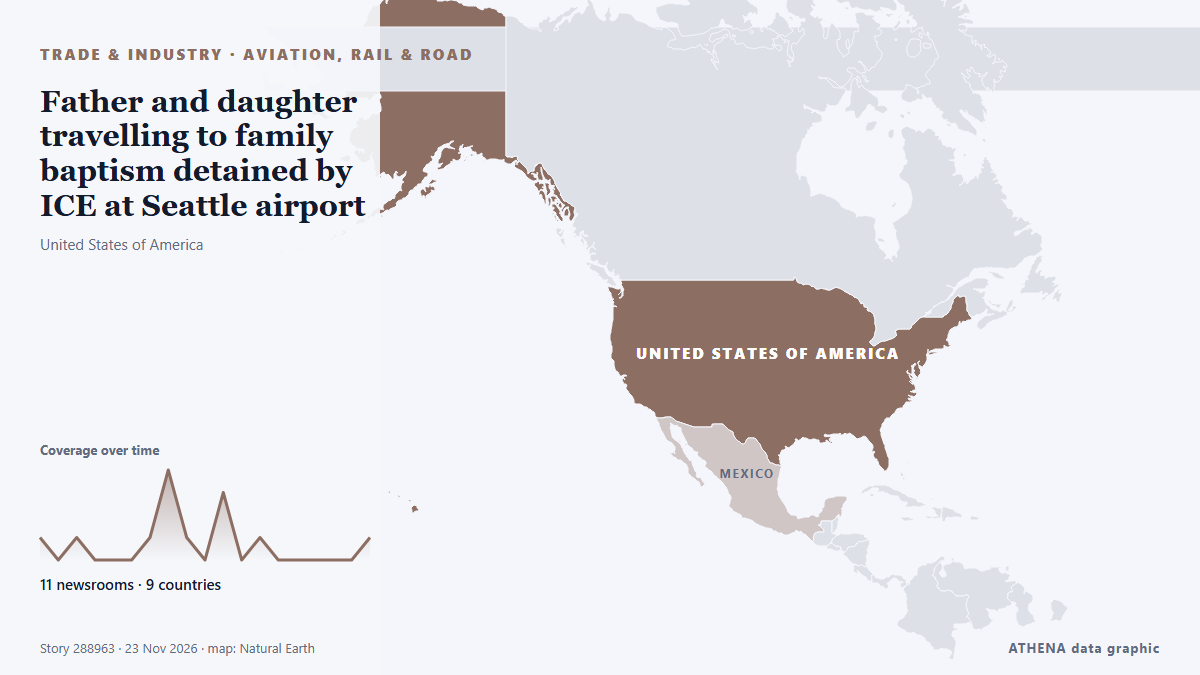 TRADE & INDUSTRY · AVIATION, RAIL & ROAD
Father and daughter
travelling to family
baptism detained by
ICE at Seattle airport
United States of America
UNITED STATES OF AMERICA
MEXICO
Coverage over time
11 newsrooms · 9 countries
Story 288963 · 23 Nov 2026 · map: Natural Earth
ATHENA data graphic